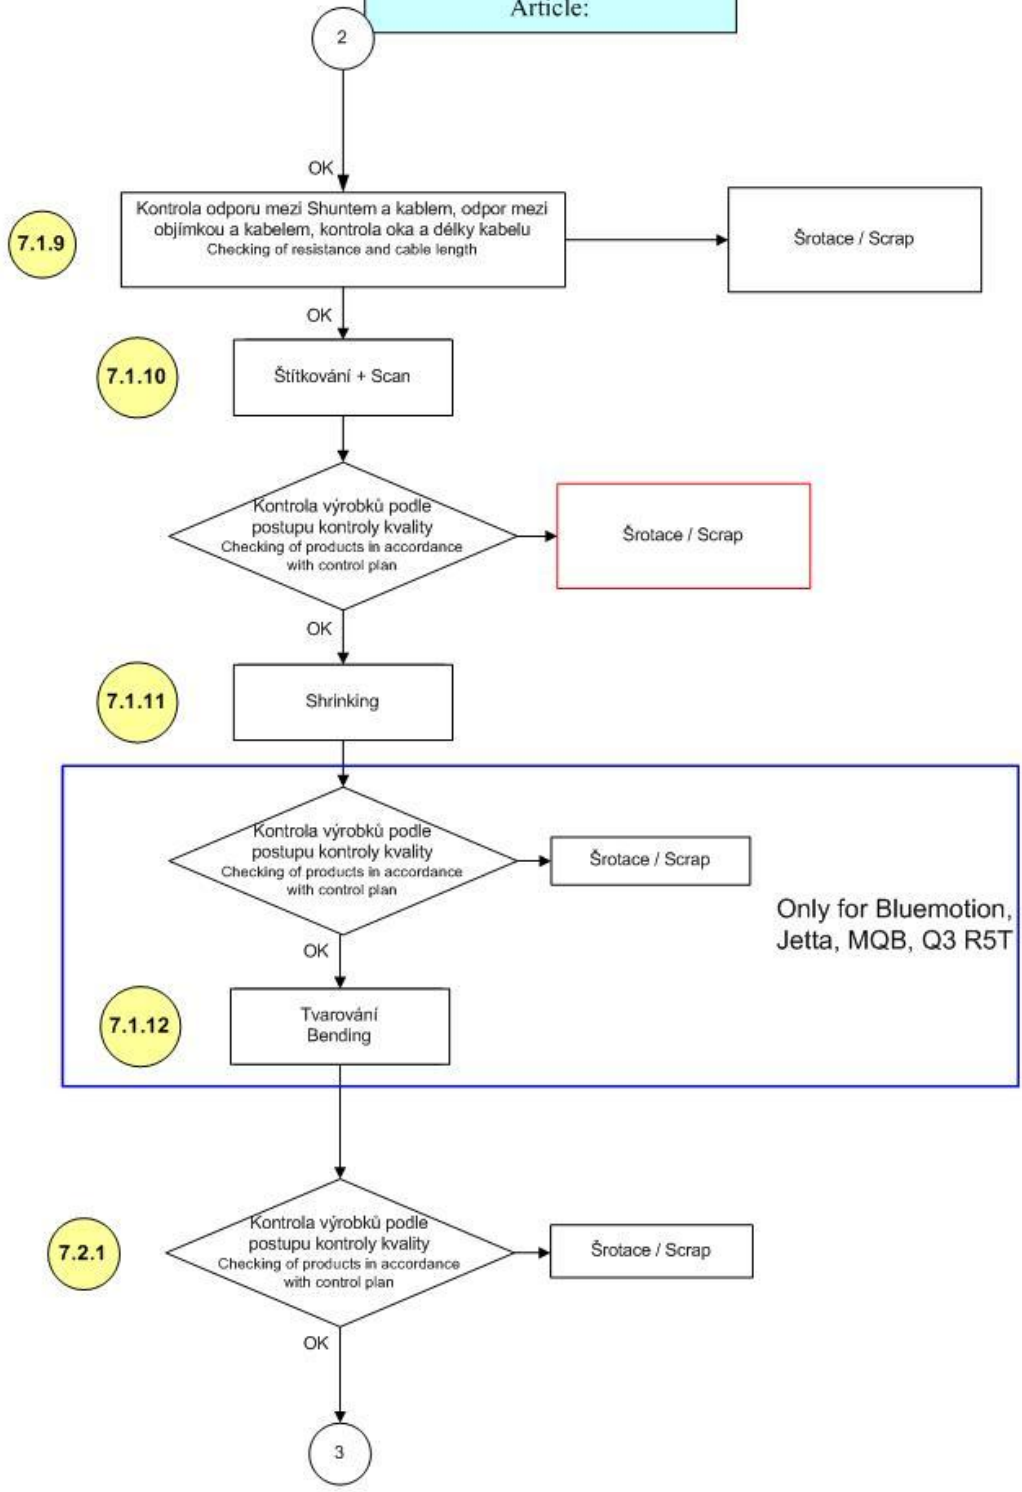 Article:
2
OK
7.1.9
Kontrola odporu mezi Shuntem a kablem, odpor mezi
objímkou a kabelem, kontrola oka a délky kabelu
Checking of resistance and cable length
Šrotace / Scrap
OK
7.1.10
Štítkování + Scan
Kontrola výrobků podle
postupu kontroly kvality
Checking of products in accordance
with control plan
Šrotace / Scrap
OK
7.1.11
Shrinking
Kontrola výrobků podle
postupu kontroly kvality
Checking of products in accordance
with control plan
Šrotace / Scrap
Only for Bluemotion,
Jetta, MQB, Q3 R5T
OK
7.1.12
Tvarování
Bending
7.2.1
Kontrola výrobků podle
postupu kontroly kvality
Checking of products in accordance
with control plan
Šrotace / Scrap
OK
3